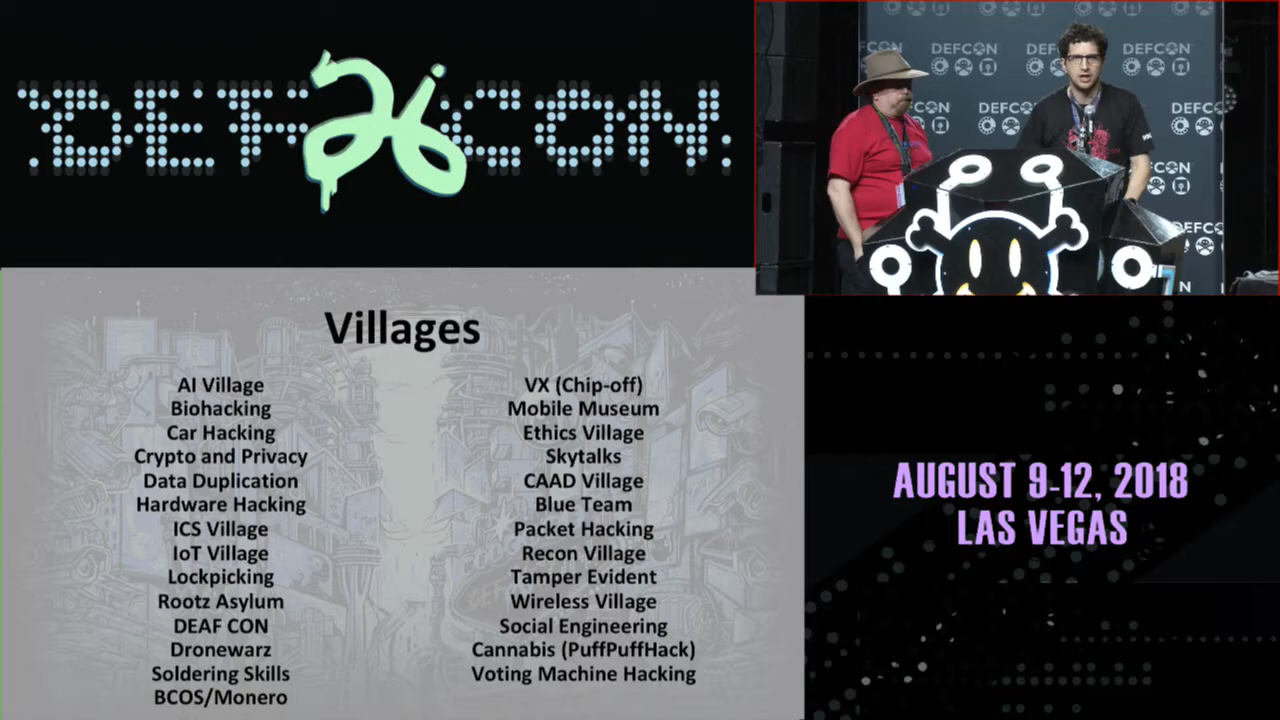 DEF 26 CON
DEFCON
DEFCON
DEFCON
DEFCON
DEFCON
Villages
AI Village
Biohacking
Car Hacking
Crypto and Privacy
Data Duplication
Hardware Hacking
ICS Village
IoT Village
Lockpicking
Rootz Asylum
DEAF CON
Dronewarz
Soldering Skills
BCOS/Monero
VX (Chip-off)
Mobile Museum
Ethics Village
Skytalks
CAAD Village
Blue Team
Packet Hacking
Recon Village
Tamper Evident
Wireless Village
Social Engineering
Cannabis (PuffPuffHack)
Voting Machine Hacking
AUGUST 9-12, 2018
LAS VEGAS